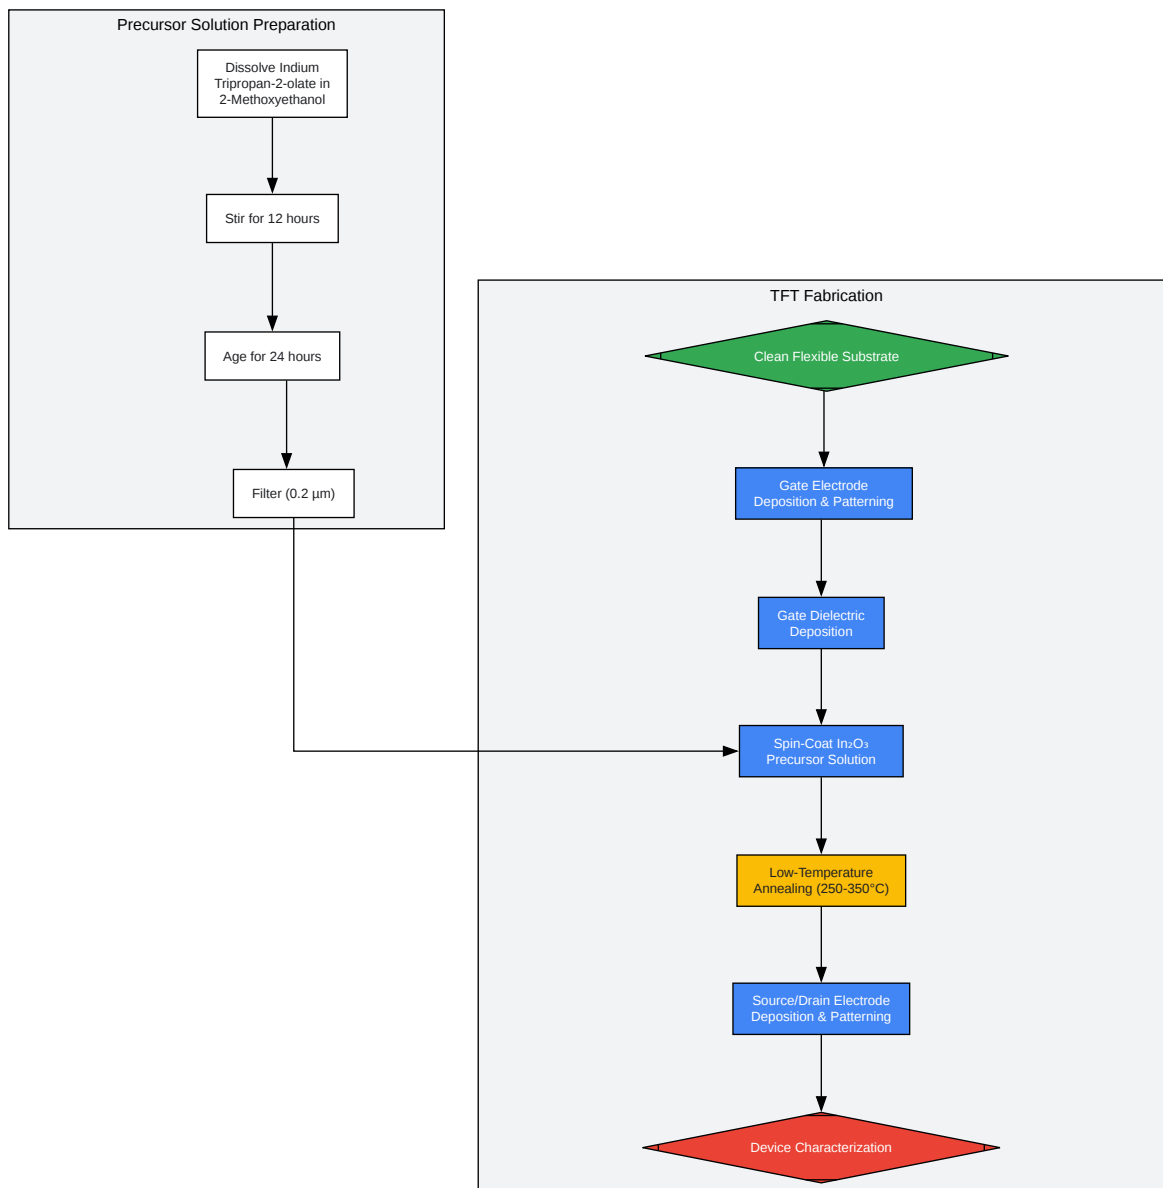 Precursor Solution Preparation
Dissolve Indium
Tripropan-2-olate in
2-Methoxyethanol
Stir for 12 hours
Age for 24 hours
Filter (0.2 µm)
TFT Fabrication
Clean Flexible Substrate
Gate Electrode
Deposition & Patterning
Gate Dielectric
Deposition
Spin-Coat In₂O₃
Precursor Solution
Low-Temperature
Annealing (250-350°C)
Source/Drain Electrode
Deposition & Patterning
Device Characterization